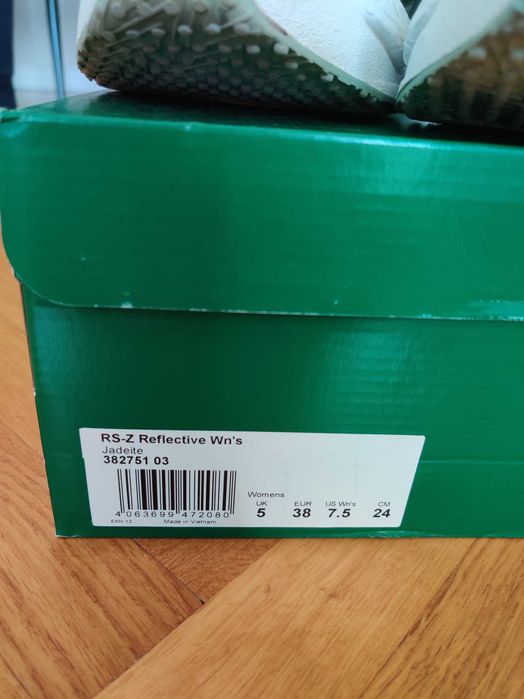 RS-Z Reflective Wn's
Jadeite
382751 03
Womens
UK EUR US Wn's CM
5 38 7.5 24
4 063699 472080
EAN-13 Made in Vietnam